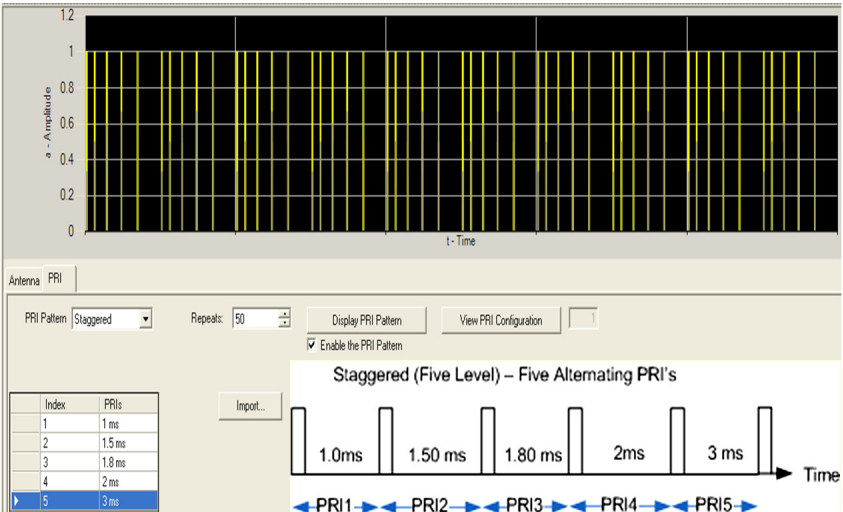 1.2
1
0.8
0.6
0.4
0.2
0
a - Amplitude
t - Time
Antenna PRI
PRI Pattern Staggered Repeats: 50 Display PRI Pattern View PRI Configuration 1
Enable the PRI Pattern
Import...
Index PRIs
1 1 ms
2 1.5 ms
3 1.8 ms
4 2 ms
5 3 ms
Staggered (Five Level) – Five Alternating PRI's
1.0ms 1.50 ms 1.80 ms 2ms 3 ms
Time
PRI1 PRI2 PRI3 PRI4 PRI5